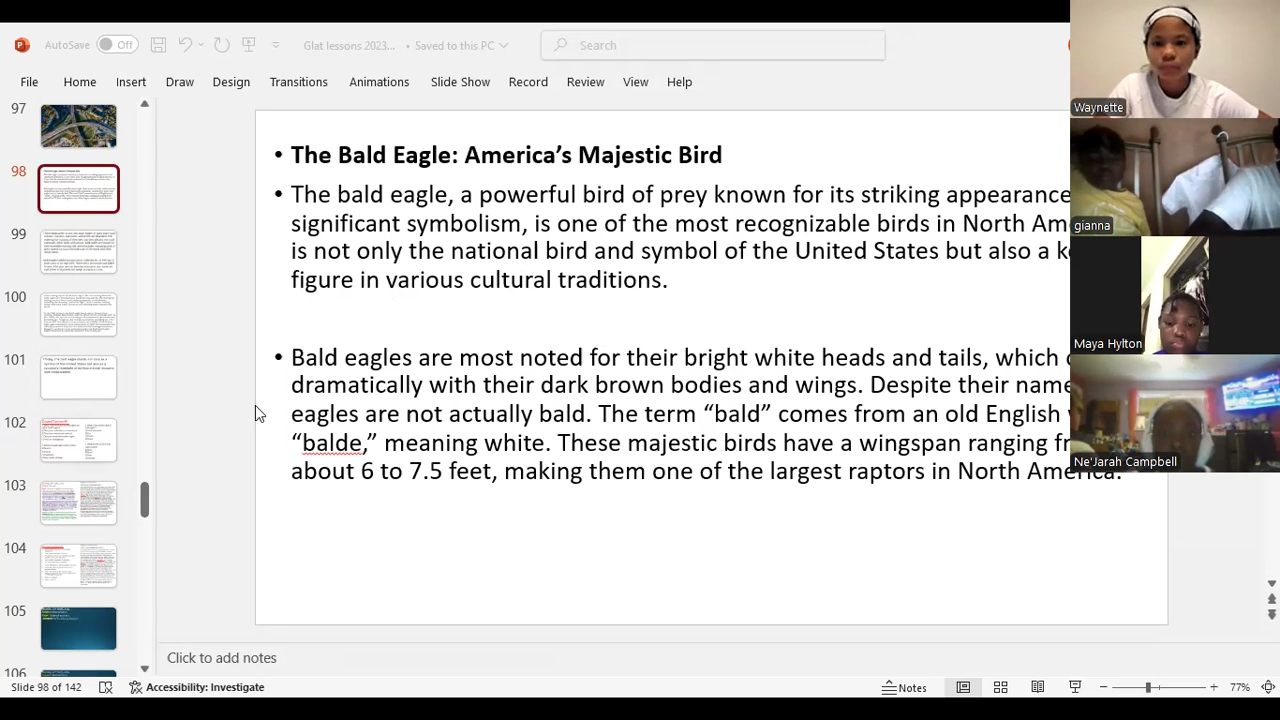 AutoSave
Off
Glat lessons 2023...
Saved to this PC
Search
File
Home
Insert
Draw
Design
Transitions
Animations
Slide Show
Record
Review
View
Help
97
98
99
100
101
102
103
104
105
106
• The Bald Eagle: America’s Majestic Bird
• The bald eagle, a powerful bird of prey known for its striking appearance
significant symbolism, is one of the most recognizable birds in North Am
is not only the national bird and symbol of the United States but also a k
figure in various cultural traditions.
• Bald eagles are most noted for their bright white heads and tails, which
dramatically with their dark brown bodies and wings. Despite their name
eagles are not actually bald. The term “bald” comes from an old English
“balde,” meaning white. These majestic birds have a wingspan ranging fr
about 6 to 7.5 feet, making them one of the largest raptors in North America.
Click to add notes
Slide 98 of 142
Accessibility: Investigate
Notes
77%
Waynette
gianna
Maya Hylton
Ne'Jarah Campbell